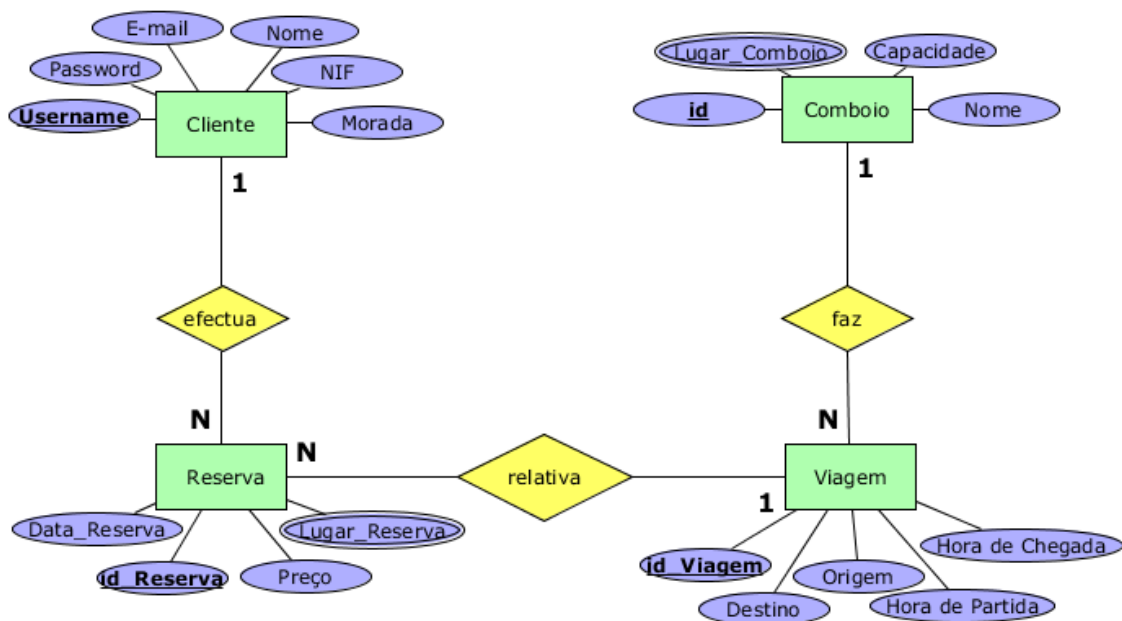 E-mail
Nome
Password
NIF
Username
Cliente
Morada
1
Lugar_Comboio
Capacidade
id
Comboio
Nome
1
efectua
faz
N
N
N
1
Reserva
relativa
Viagem
Data_Reserva
Lugar_Reserva
id_Reserva
Preço
id_Viagem
Origem
Hora de Chegada
Destino
Hora de Partida